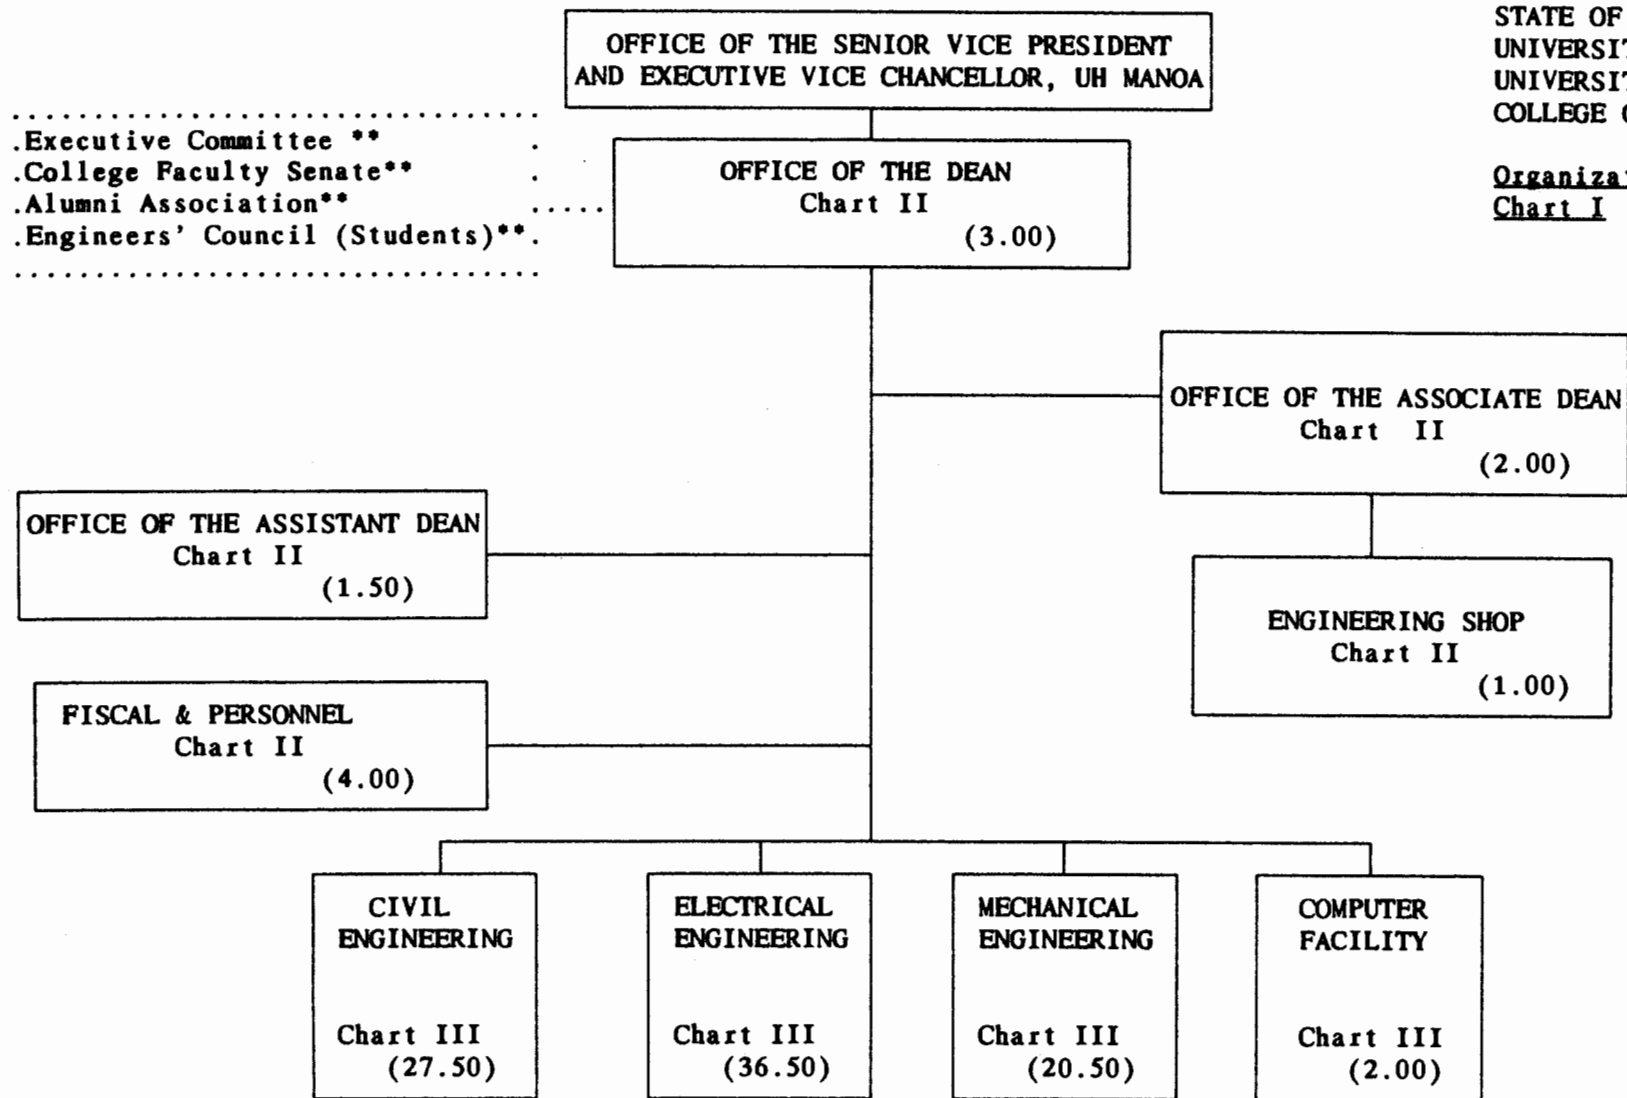 OFFICE OF THE SENIOR VICE PRESIDENT
AND EXECUTIVE VICE CHANCELLOR, UH MANOA
STATE OF
COLLEGE
Chart I
.Executive Committee **
.College Faculty Senate**
.Alumni Association**
.Engineers' Council (Students)**.
OFFICE OF THE DEAN
Chart II
(3.00)
OFFICE OF THE ASSOCIATE DEAN
Chart II
(2.00)
OFFICE OF THE ASSISTANT DEAN
Chart II
(1.50)
ENGINEERING SHOP
Chart II
(1.00)
FISCAL & PERSONNEL
Chart II
(4.00)
CIVIL
ENGINEERING
Chart III
(27.50)
ELECTRICAL
ENGINEERING
Chart III
(36.50)
MECHANICAL
ENGINEERING
Chart III
(20.50)
COMPUTER
FACILITY
Chart III
(2.00)